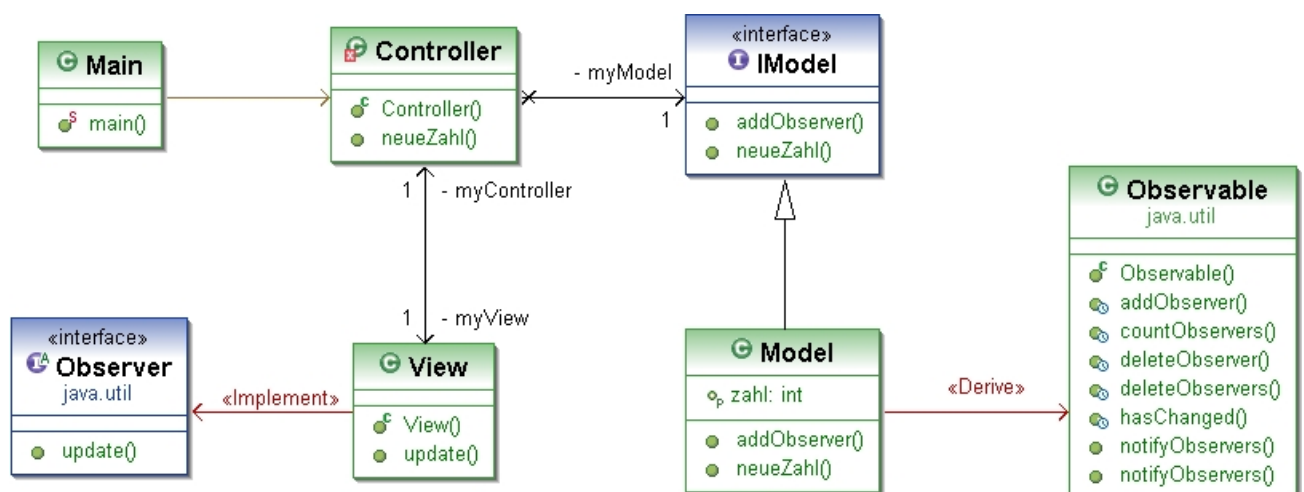 Main
main()
Controller
Controller()
neueZahl()
- myModel
1
«interface»
IModel
addObserver()
neueZahl()
1
- myController
1
- myView
«interface»
Observer
java.util
update()
«Implement»
View
View()
update()
Model
zahl: int
addObserver()
neueZahl()
«Derive»
Observable
java.util
Observable()
addObserver()
countObservers()
deleteObserver()
deleteObservers()
hasChanged()
notifyObservers()
notifyObservers()